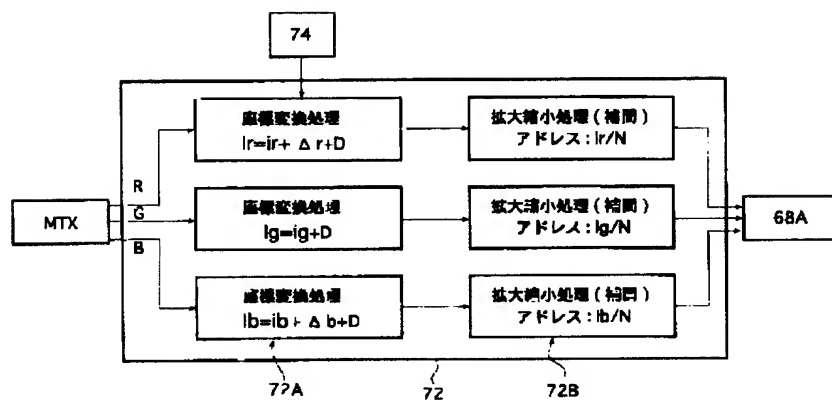 74
座標変換処理
Ir=ir+ Δr+D
拡大縮小処理(補間)
アドレス:Ir/N
R
MTX
G
座標変換処理
Ig=ig+D
拡大縮小処理(補間)
アドレス:Ig/N
68A
B
座標変換処理
Ib=ib+ Δb+D
拡大縮小処理(補間)
アドレス:Ib/N
72A
72
72B